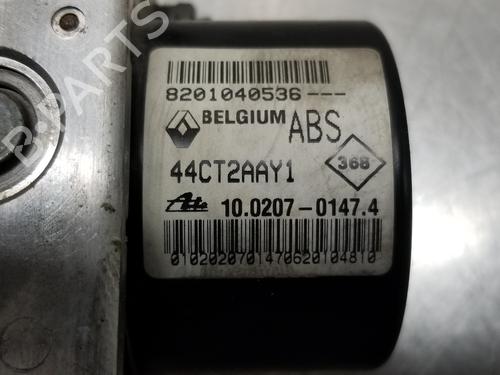 8201040536---
BELGIUM ABS
44CT2AAY1
368
Ate 10.0207-0147.4
0102020701470620104810
B-PARTS